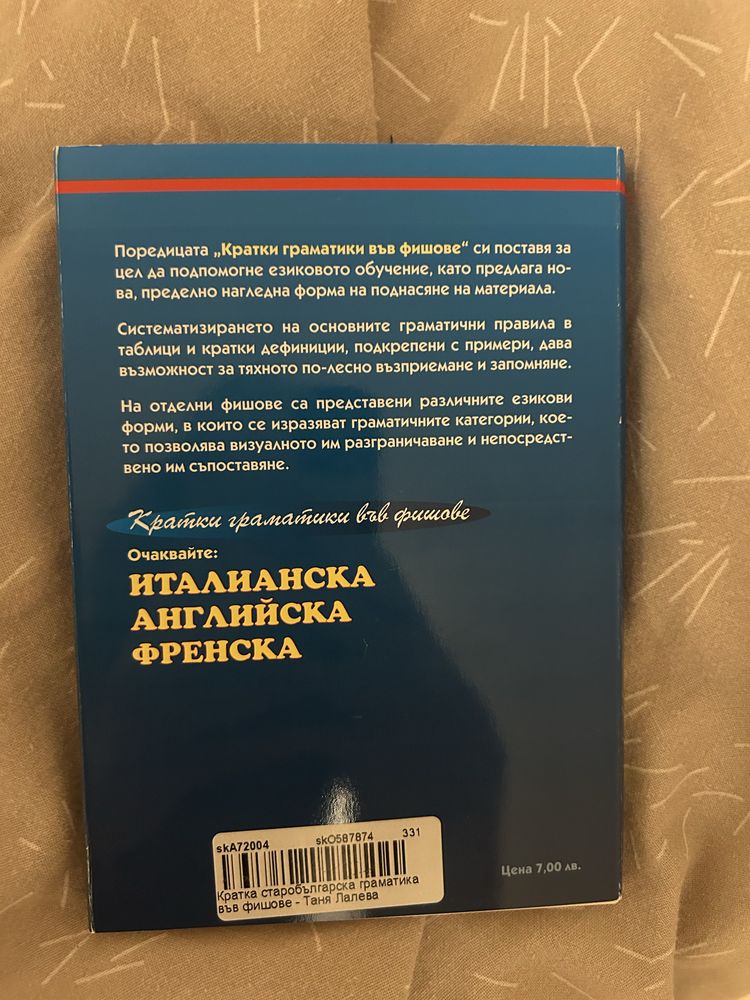 Поредицата „Кратки граматики във фишове“ си поставя за
цел да подпомогне езиковото обучение, като предлага но-
ва, пределно нагледна форма на поднасяне на материала.
Систематизирането на основните граматични правила в
таблици и кратки дефиниции, подкрепени с примери, дава
възможност за тяхното по-лесно възприемане и запомняне.
На отделни фишове са представени различните езикови
форми, в които се изразяват граматичните категории, кое-
то позволява визуалното им разграничаване и непосредст-
вено им съпоставяне.
Кратки граматики във фишове
Очаквайте:
ИТАЛИАНСКА
АНГЛИЙСКА
ФРЕНСКА
skA72004 skO587874 331
Кратка старобългарска граматика
във фишове - Таня Лалева
Цена 7,00 лв.